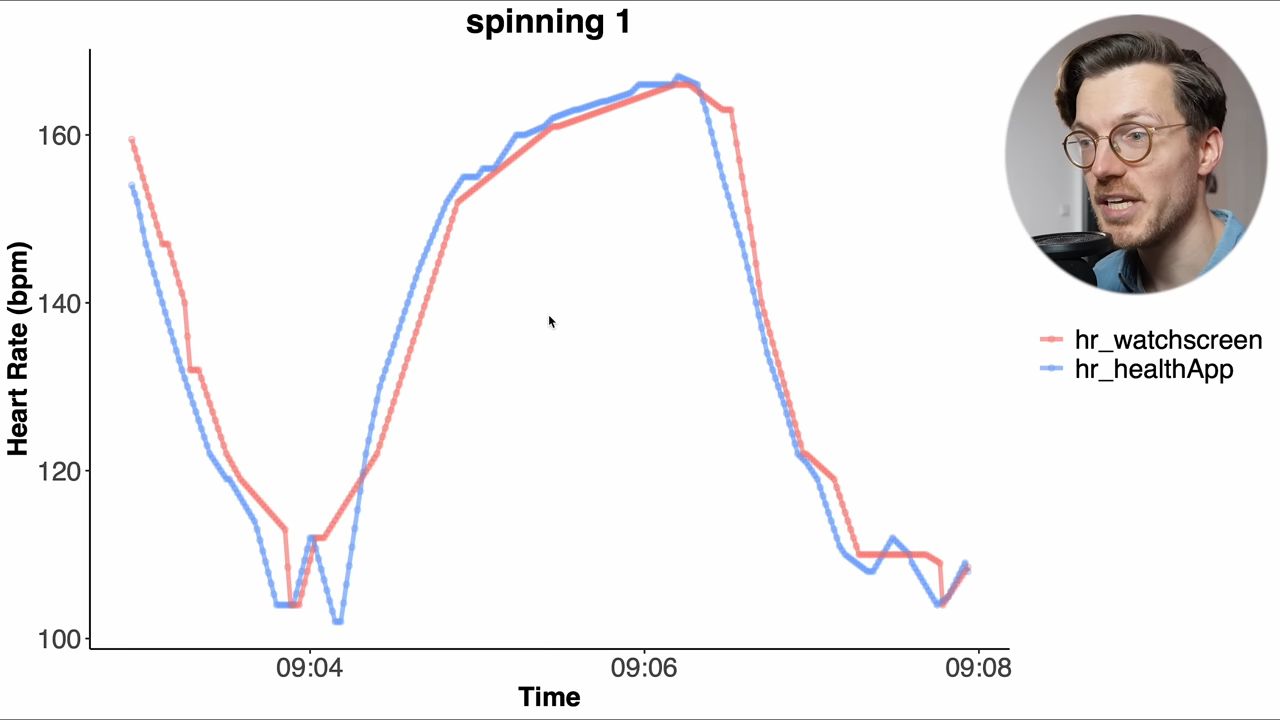 spinning 1
Heart Rate (bpm)
160
140
120
100
09:04
09:06
09:08
Time
hr_watchscreen
hr_healthApp